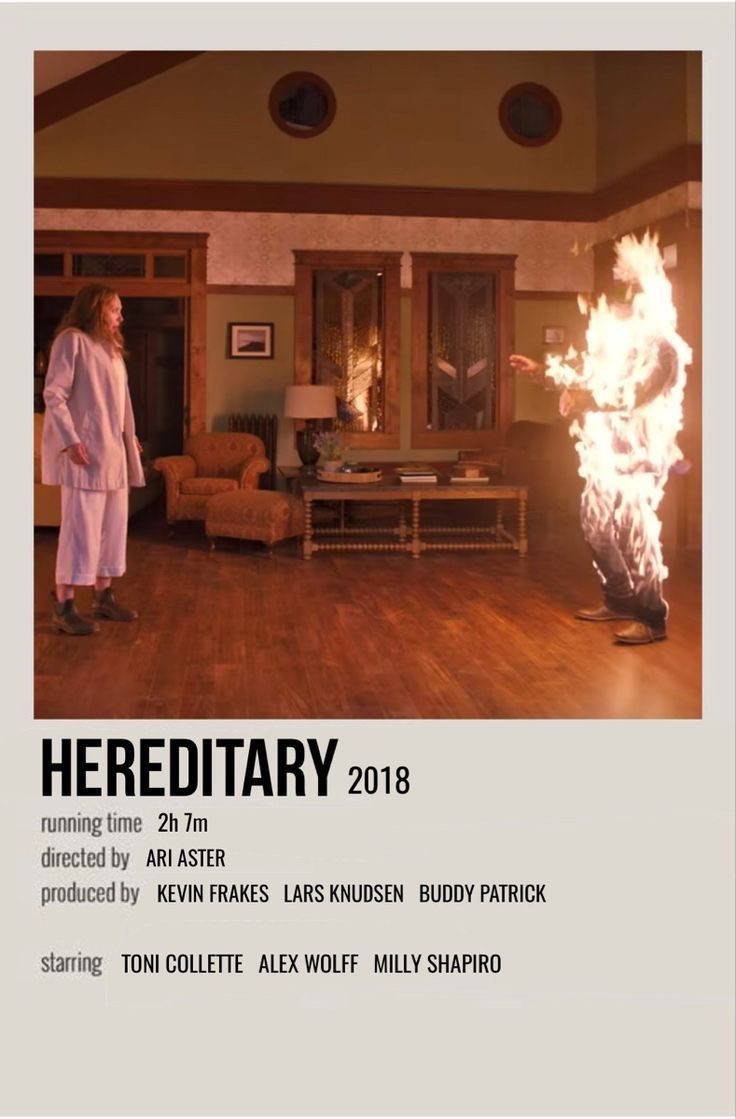 HEREDITARY 2018
running time 2h 7m
directed by ARI ASTER
produced by KEVIN FRAKES LARS KNUDSEN BUDDY PATRICK
starring TONI COLLETTE ALEX WOLFF MILLY SHAPIRO